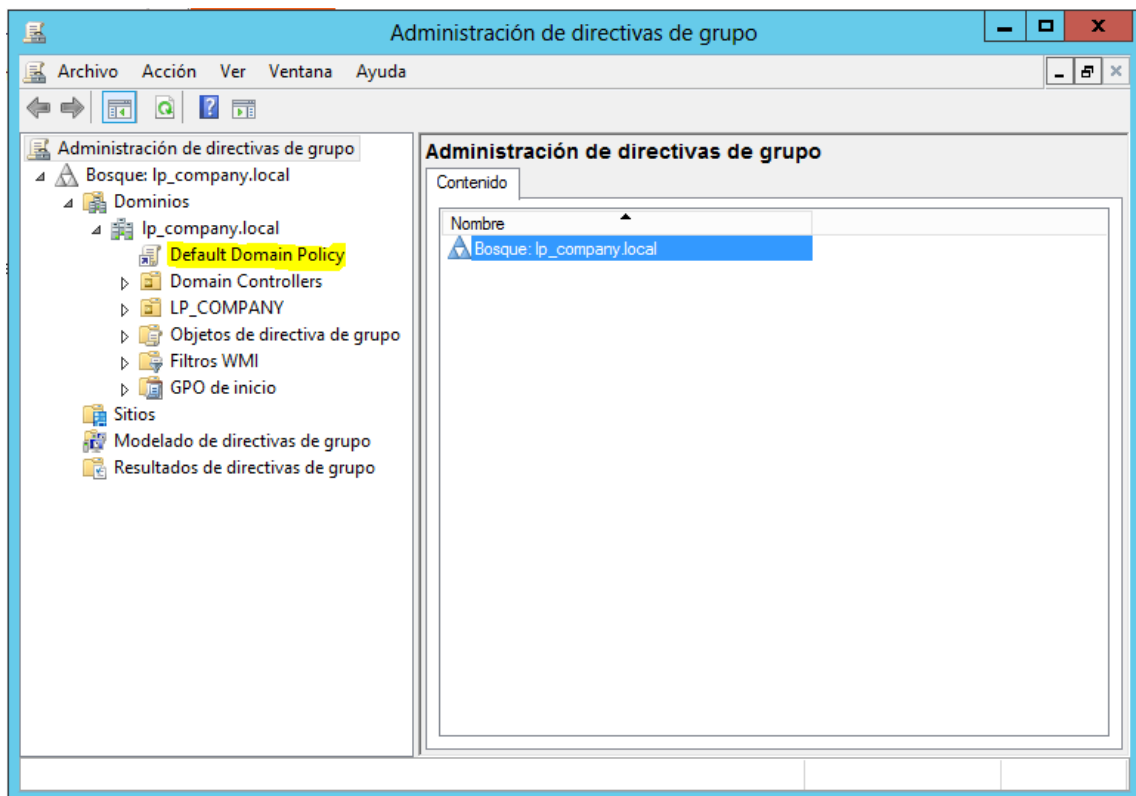 Administración de directivas de grupo
Archivo Acción Ver Ventana Ayuda
Administración de directivas de grupo
Bosque: lp_company.local
Dominios
lp_company.local
Default Domain Policy
Domain Controllers
LP_COMPANY
Objetos de directiva de grupo
Filtros WMI
GPO de inicio
Sitios
Modelado de directivas de grupo
Resultados de directivas de grupo
Administración de directivas de grupo
Contenido
Nombre
Bosque: lp_company.local